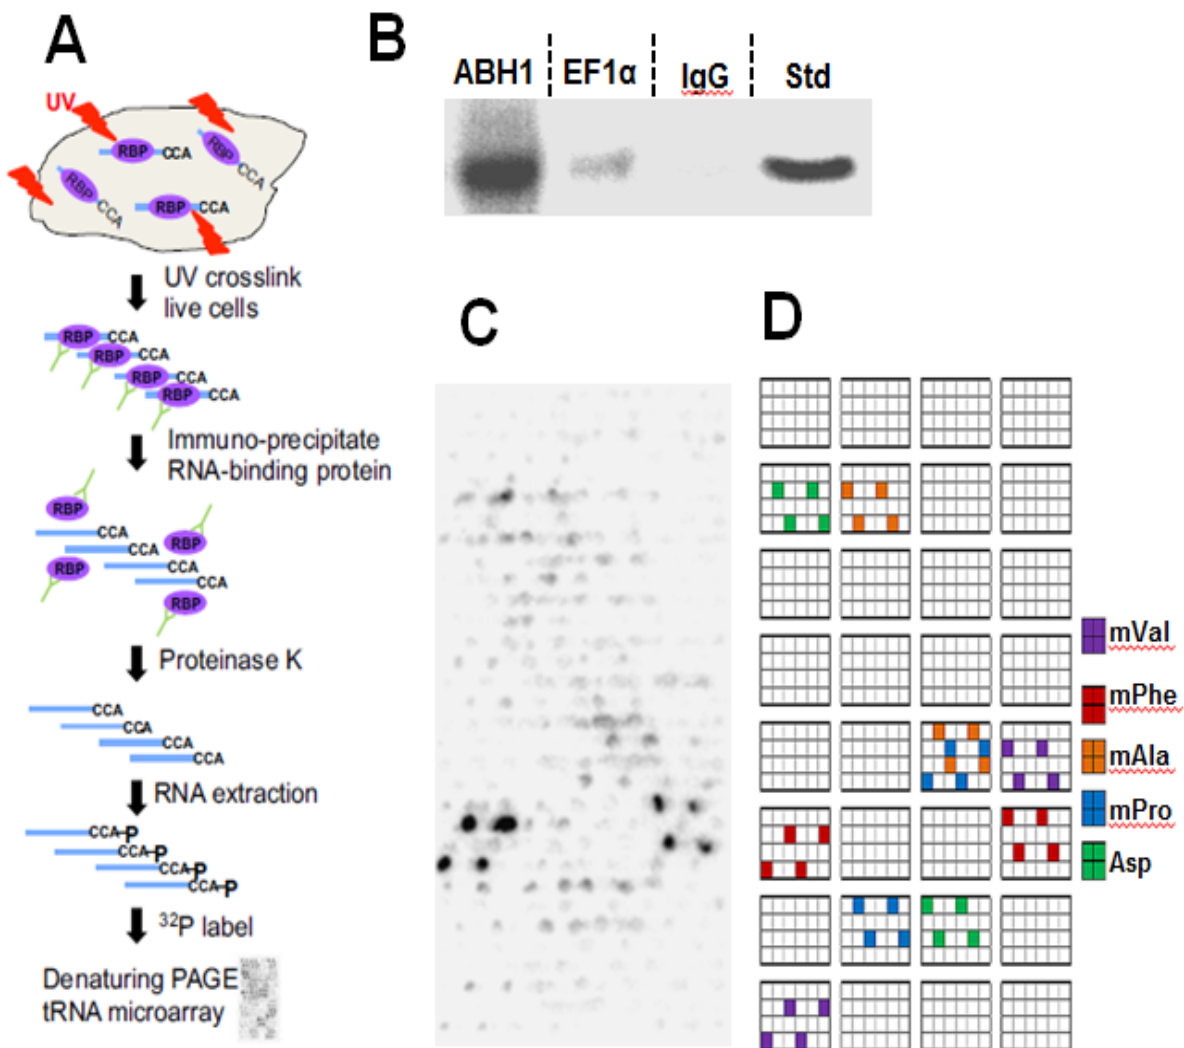 A
UV
RBP CCA
RBP CCA
RBP CCA
RBP CCA
UV crosslink
live cells
RBP CCA
RBP CCA
RBP CCA
RBP CCA
Immuno-precipitate
RNA-binding protein
RBP
CCA
RBP
CCA
RBP
CCA
CCA
RBP
Proteinase K
CCA
CCA
CCA
CCA
RNA extraction
CCA-P
CCA-P
CCA-P
CCA-P
32P label
Denaturing PAGE
tRNA microarray
B
ABH1 EF1α IgG Std
C
D
mVal
mPhe
mAla
mPro
Asp